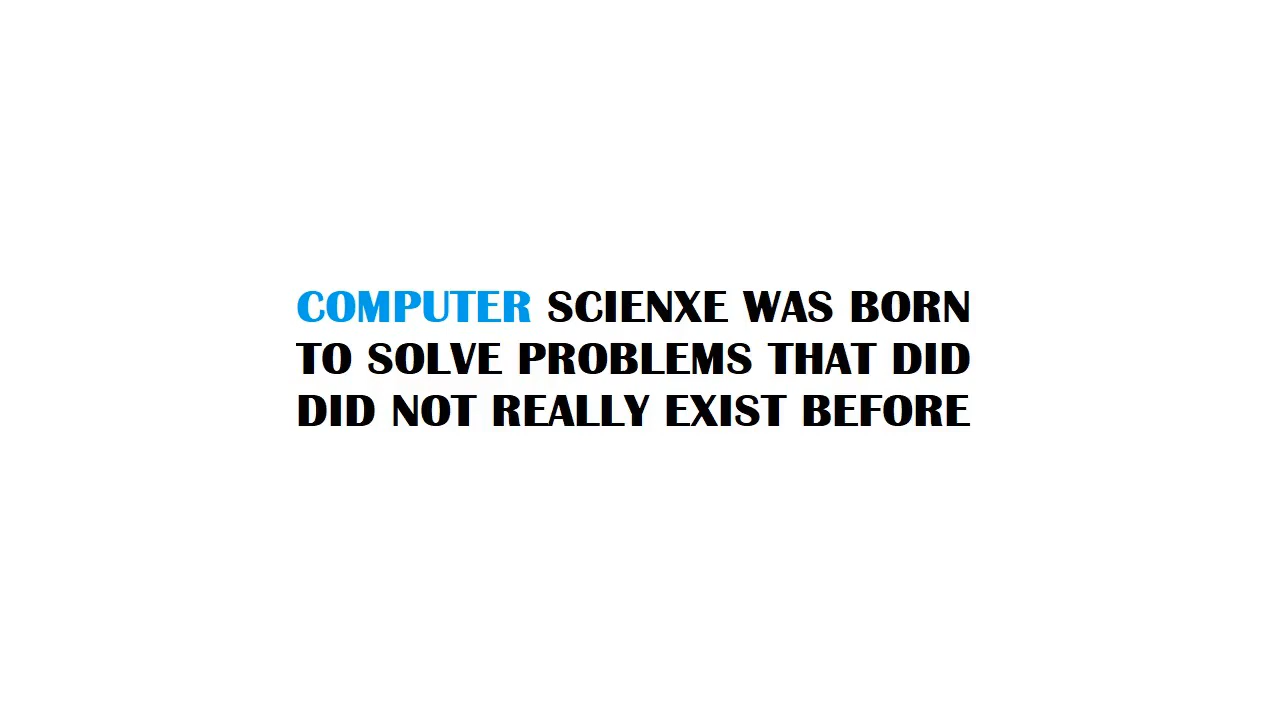 COMPUTER SCIENXE WAS BORN
TO SOLVE PROBLEMS THAT DID
DID NOT REALLY EXIST BEFORE